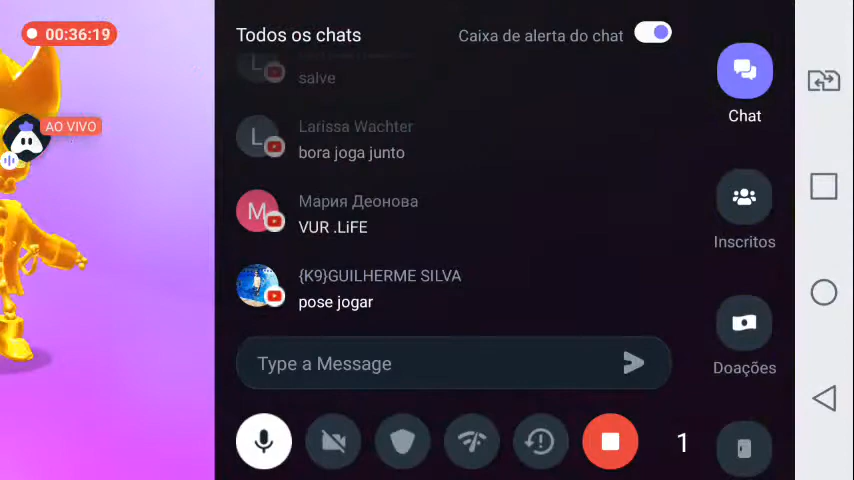 00:36:19
AO VIVO
Todos os chats
Caixa de alerta do chat
L
salve
L
Larissa Wachter
bora joga junto
M
Мария Деонова
VUR .LiFE
{K9}GUILHERME SILVA
pose jogar
Type a Message
1
Chat
Inscritos
Doações